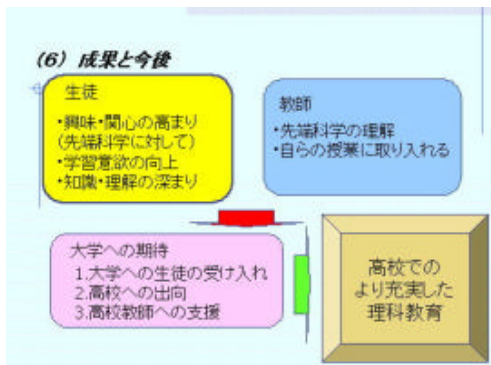 (6) 成果と今後
生徒
・興味・関心の高まり
(先端科学に対して)
・学習意欲の向上
・知識・理解の深まり
教師
・先端科学の理解
・自らの授業に取り入れる
大学への期待
1.大学への生徒の受け入れ
2.高校への出向
3.高校教師への支援
高校での
より充実した
理科教育